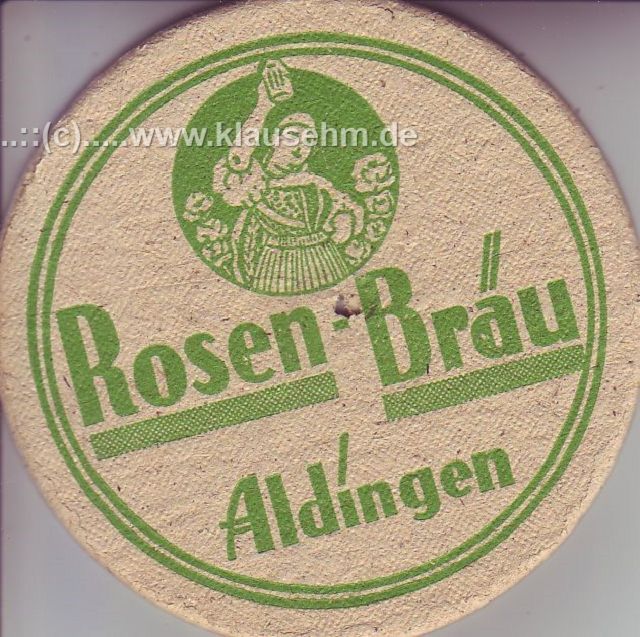 ..::(c).....www.klausehm.de
Rosen-Bräu
Aldingen